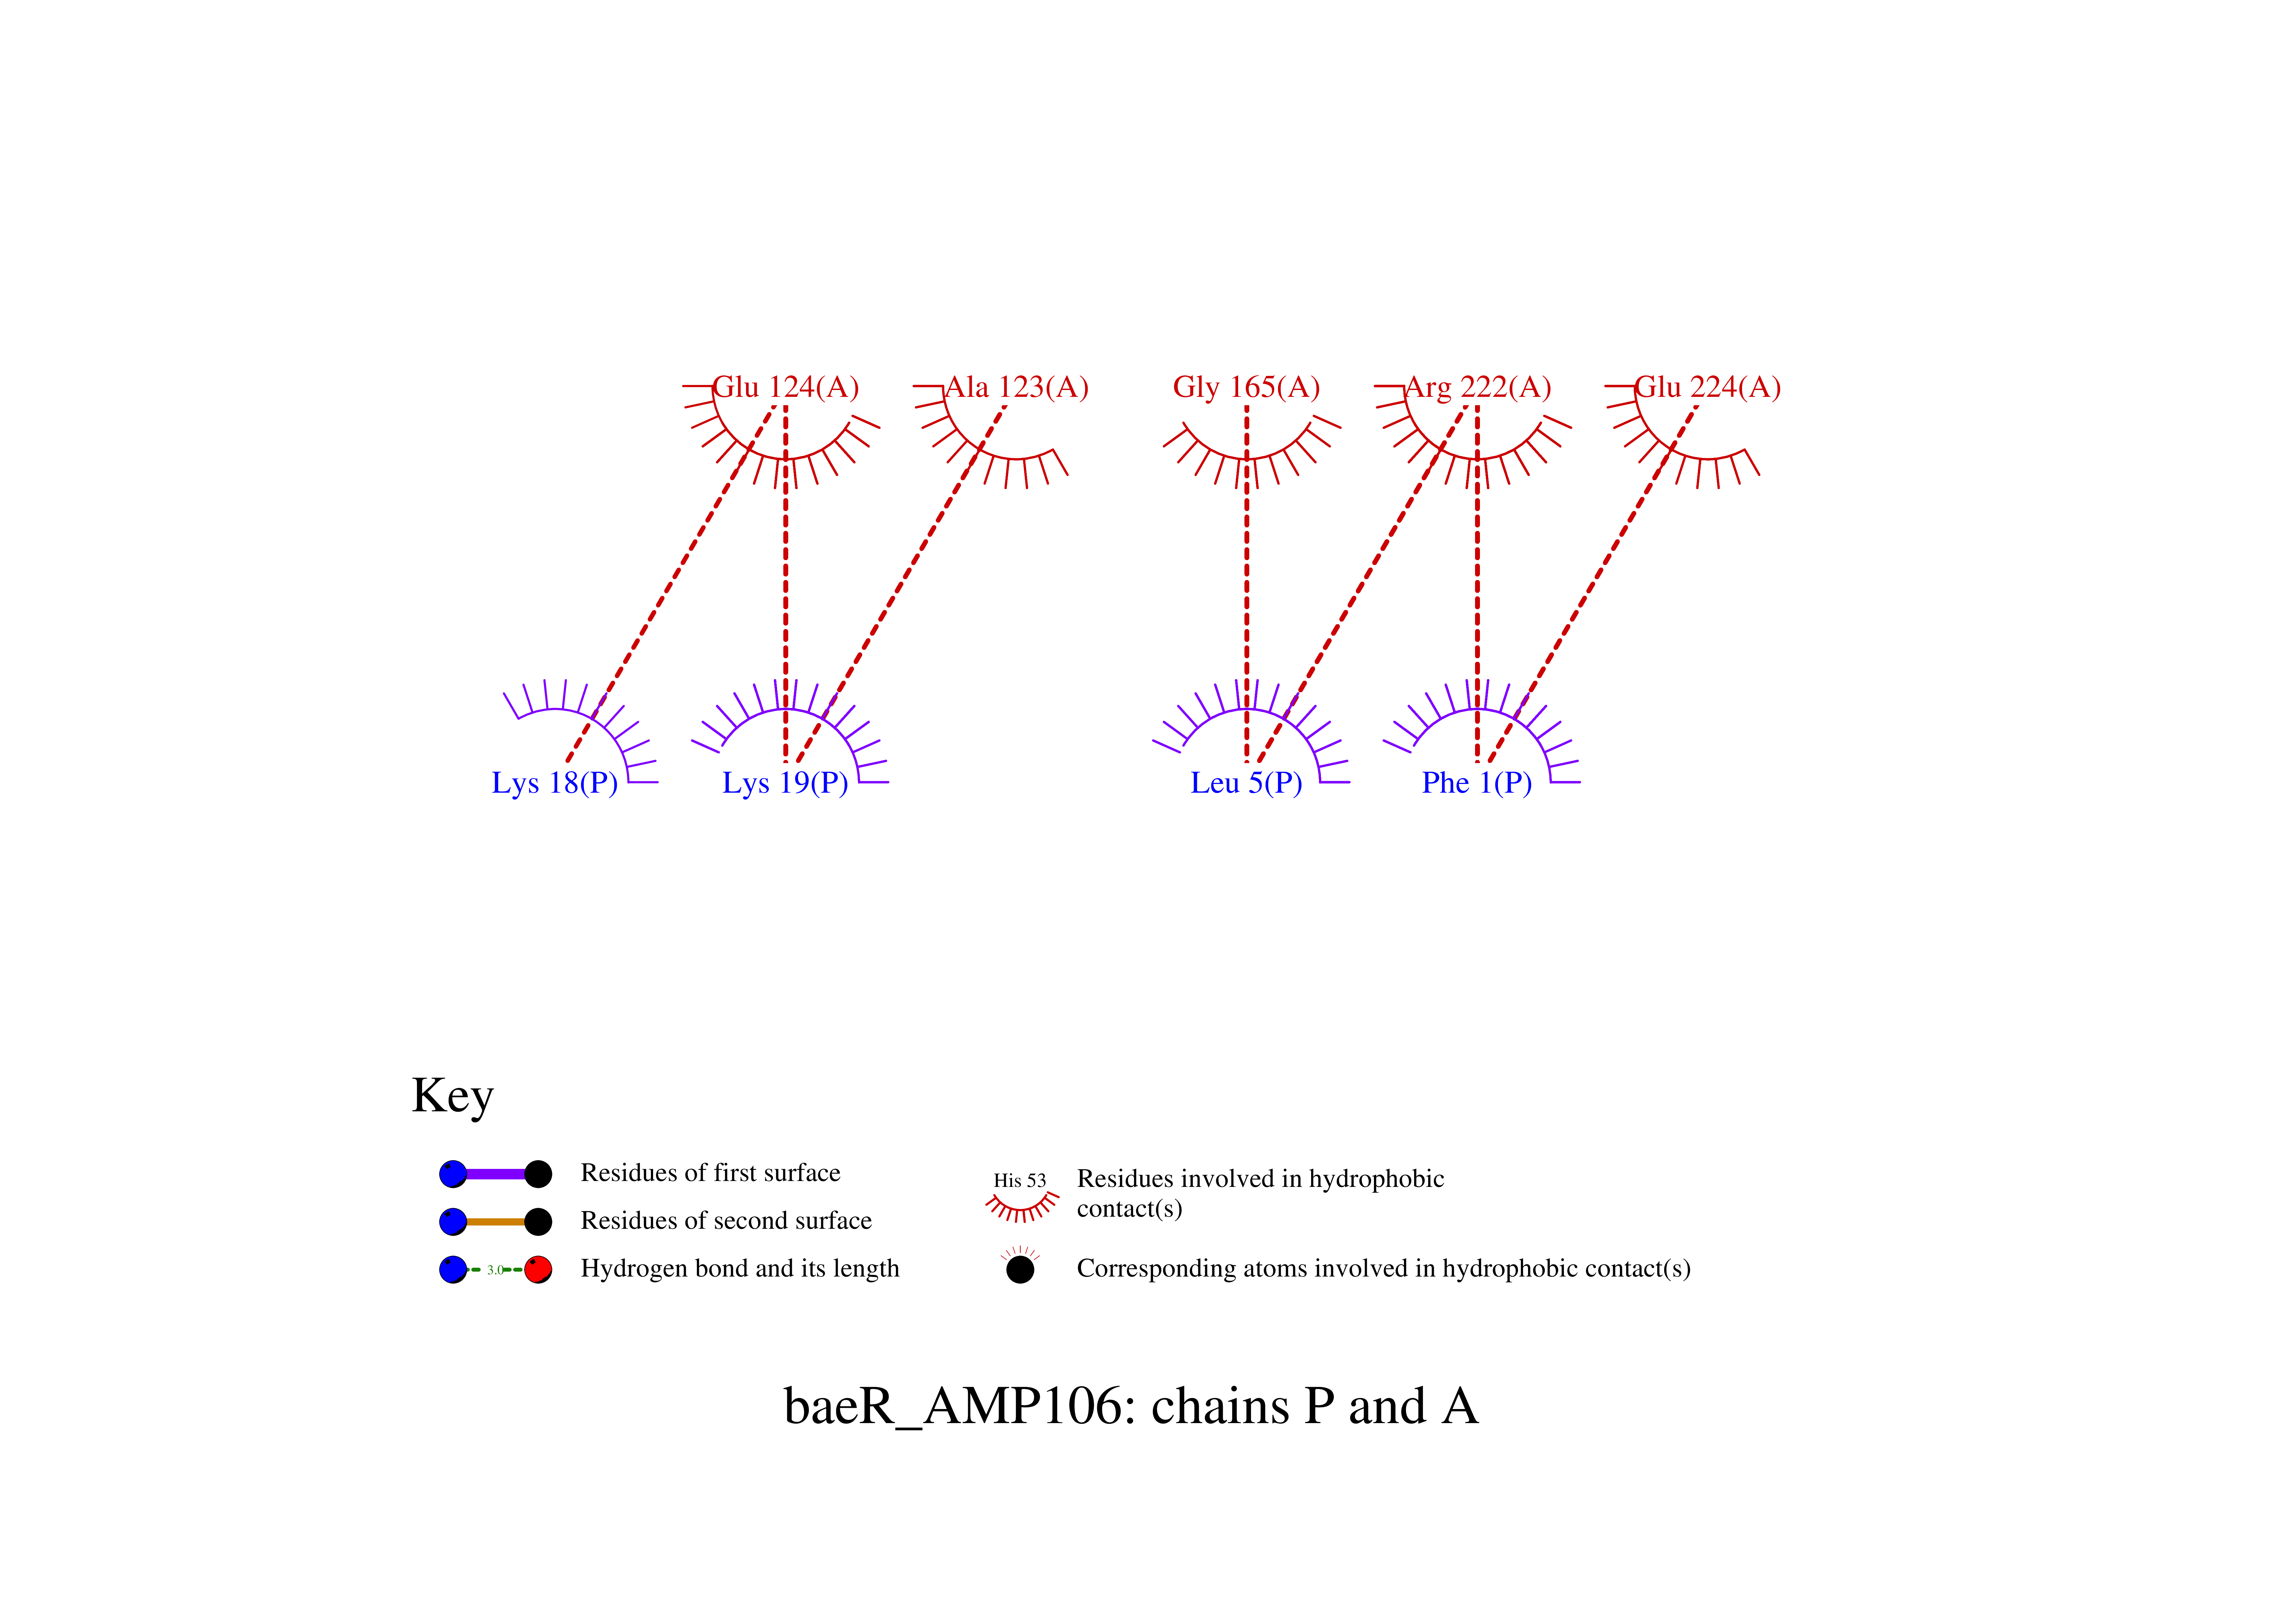 Glu 124(A) Ala 123(A) Gly 165(A) Arg 222(A) Glu 224(A)
Lys 18(P) Lys 19(P) Leu 5(P) Phe 1(P)
Key
Residues of first surface
Residues of second surface
3.0 Hydrogen bond and its length
His 53 Residues involved in hydrophobic
contact(s)
Corresponding atoms involved in hydrophobic contact(s)
baeR_AMP106: chains P and A